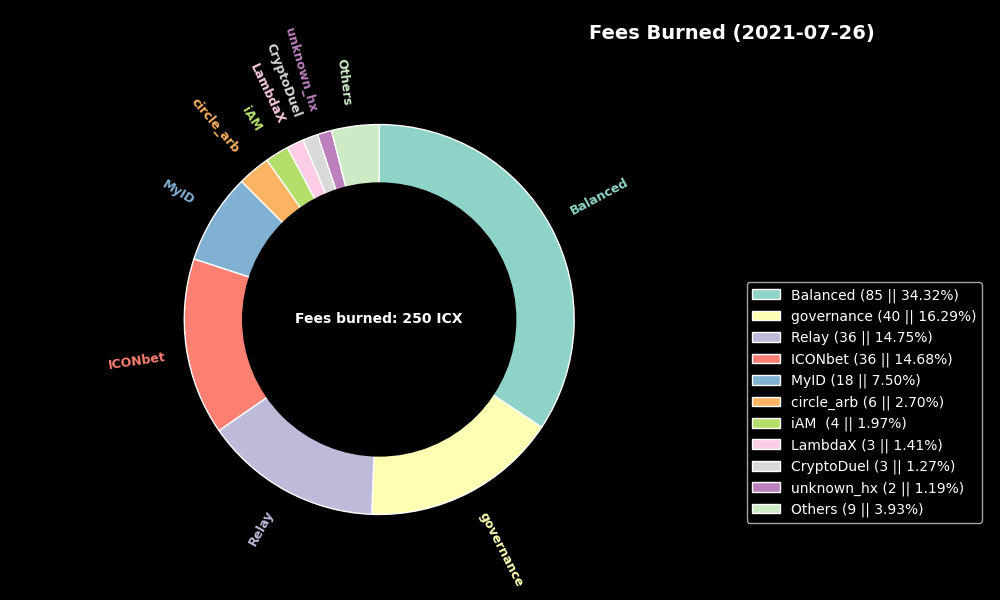 Fees Burned (2021-07-26)
unknown_hx
CryptoDuel
LambdaX
Others
iAM
circle_arb
MyID
Balanced
ICONbet
Relay
governance
Fees burned: 250 ICX
Balanced (85 || 34.32%)
governance (40 || 16.29%)
Relay (36 || 14.75%)
ICONbet (36 || 14.68%)
MyID (18 || 7.50%)
circle_arb (6 || 2.70%)
iAM  (4 || 1.97%)
LambdaX (3 || 1.41%)
CryptoDuel (3 || 1.27%)
unknown_hx (2 || 1.19%)
Others (9 || 3.93%)